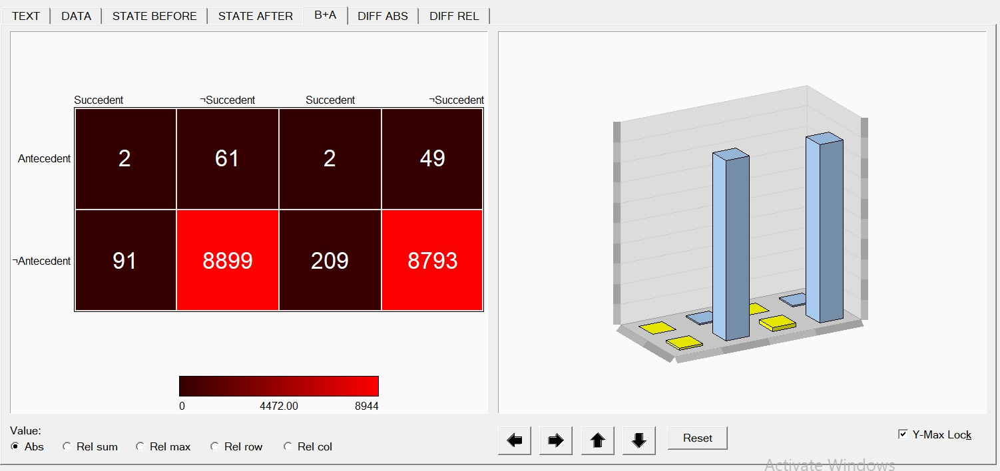 TEXT DATA STATE BEFORE STATE AFTER B+A DIFF ABS DIFF REL
Succedent ¬Succedent Succedent ¬Succedent
Antecedent 2 61 2 49
¬Antecedent 91 8899 209 8793
0 4472.00 8944
Value:
Abs Rel sum Rel max Rel row Rel col
Reset
Y-Max Lock
Activate Windows